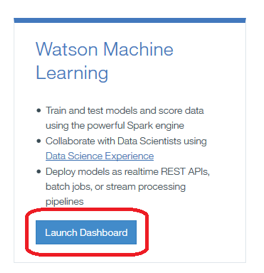 Watson Machine
Learning
• Train and test models and score data
using the powerful Spark engine
• Collaborate with Data Scientists using
Data Science Experience
• Deploy models as realtime REST APIs,
batch jobs, or stream processing
pipelines
Launch Dashboard